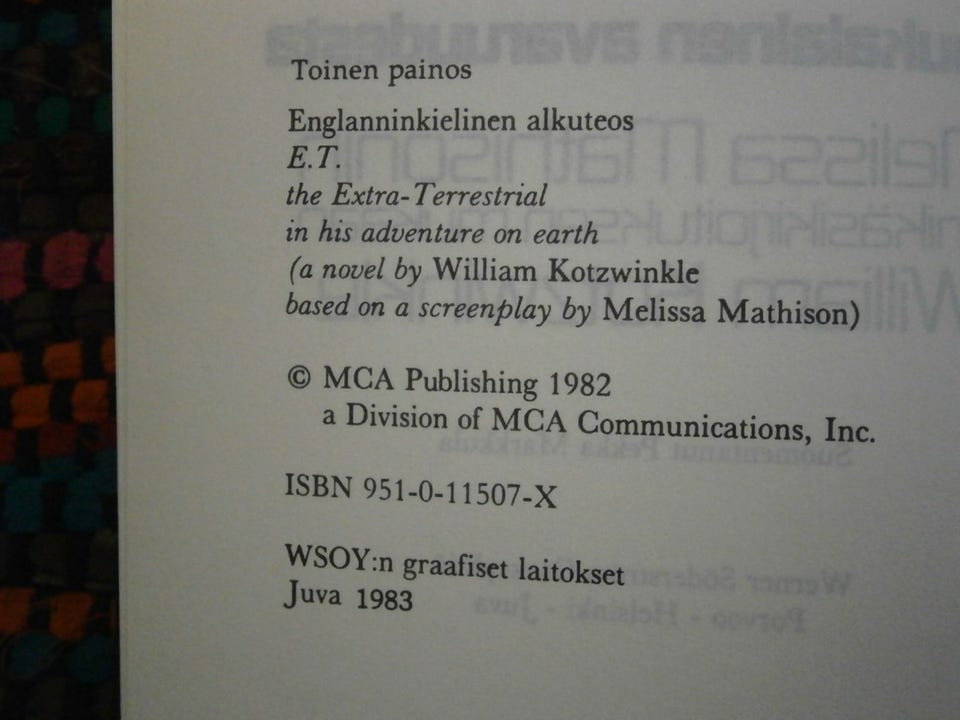 Toinen painos
Englanninkielinen alkuteos
E.T.
the Extra-Terrestrial
in his adventure on earth
(a novel by William Kotzwinkle
based on a screenplay by Melissa Mathison)
© MCA Publishing 1982
a Division of MCA Communications, Inc.
ISBN 951-0-11507-X
WSOY:n graafiset laitokset
Juva 1983